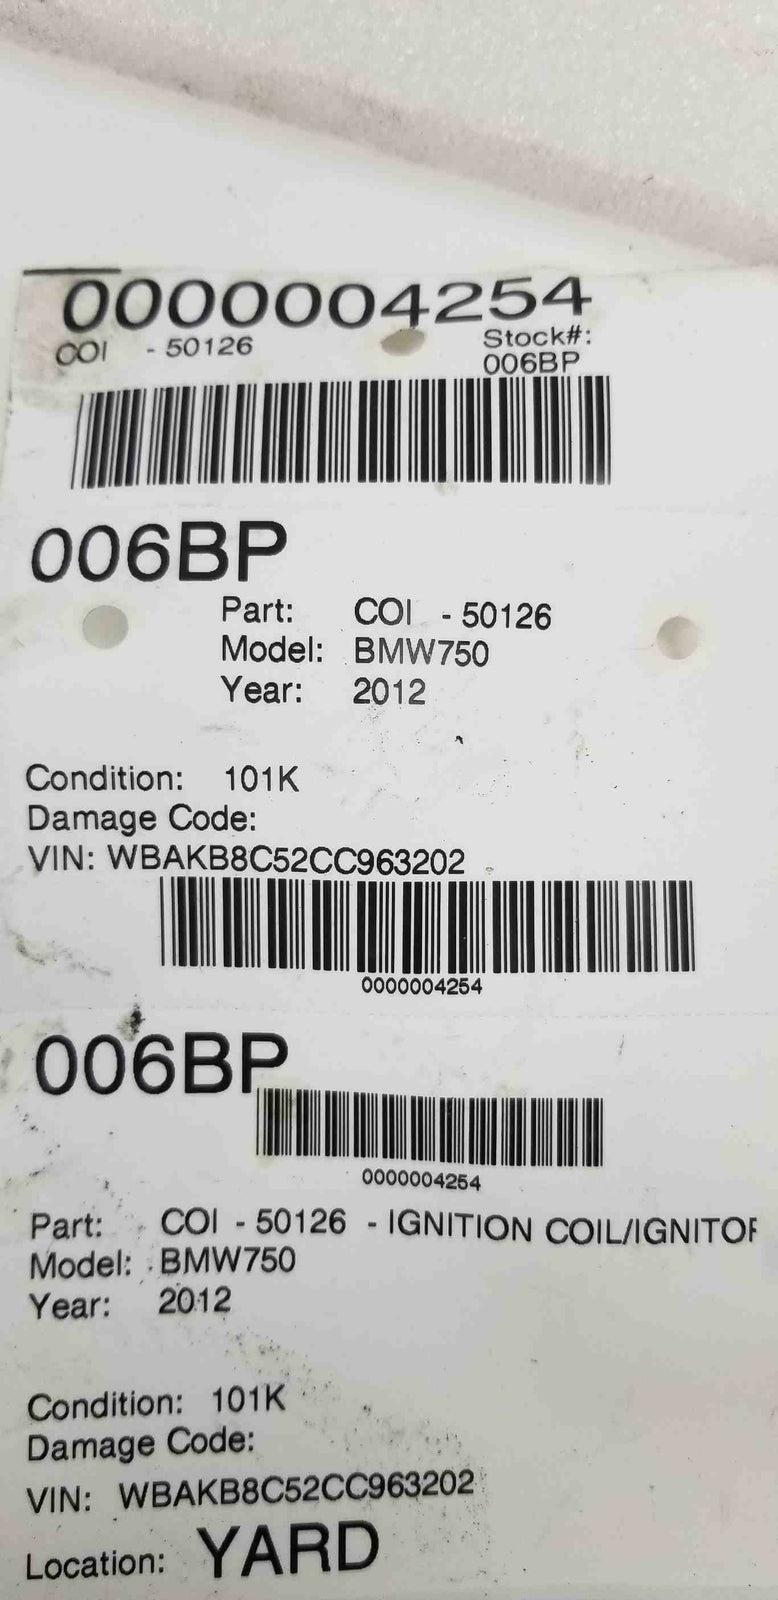 0000004254
COI - 50126 Stock#:
006BP
006BP
Part: COI - 50126
Model: BMW750
Year: 2012
Condition: 101K
Damage Code:
VIN: WBAKB8C52CC963202
0000004254
006BP
0000004254
Part: COI - 50126 - IGNITION COIL/IGNITOR
Model: BMW750
Year: 2012
Condition: 101K
Damage Code:
VIN: WBAKB8C52CC963202
Location: YARD